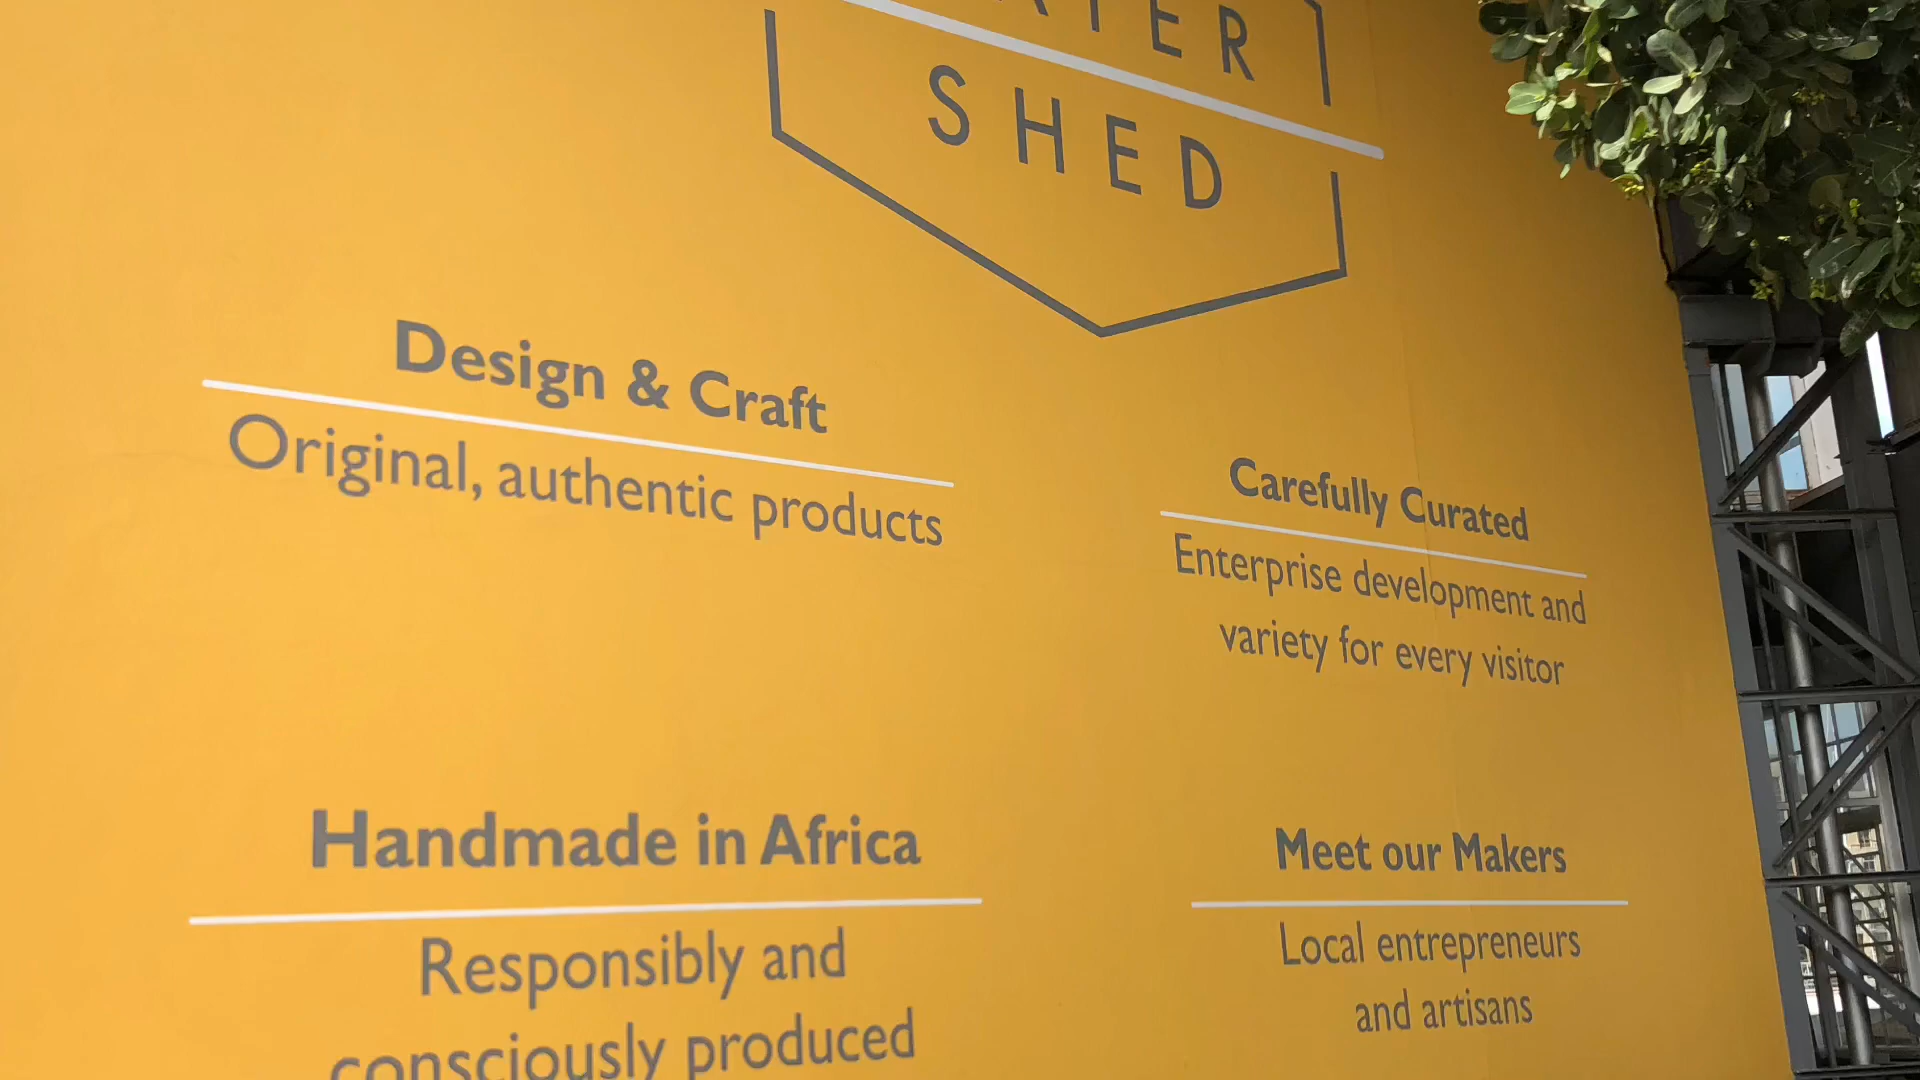 SHED
Design & Craft
Original, authentic products
Carefully Curated
Enterprise development and
variety for every visitor
Handmade in Africa
Responsibly and
consciously produced
Meet our Makers
Local entrepreneurs
and artisans